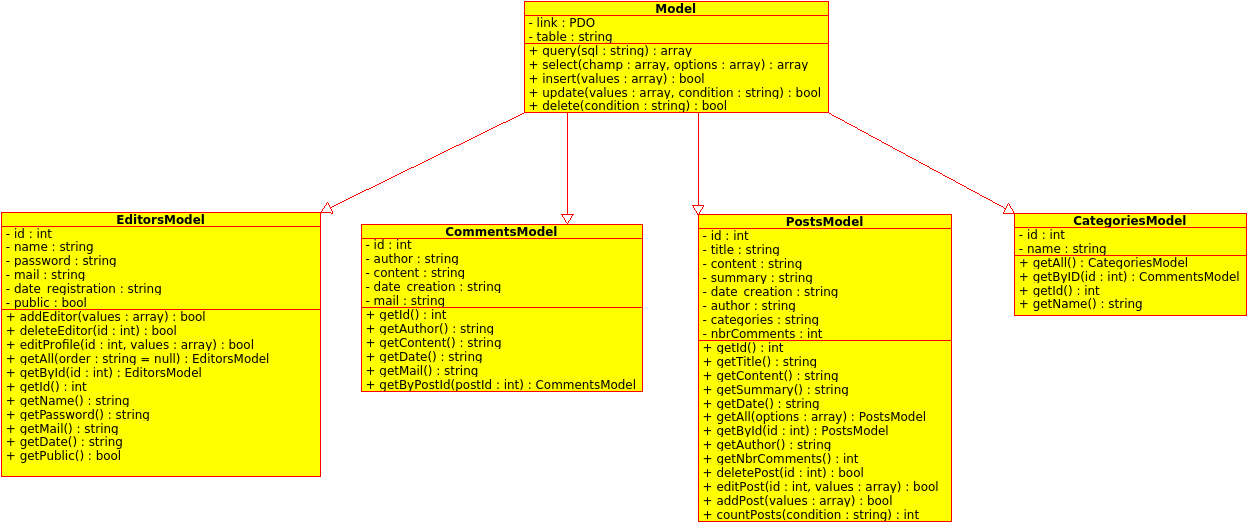 Model
- link : PDO
- table : string
+ query(sql : string) : array
+ select(champ : array, options : array) : array
+ insert(values : array) : bool
+ update(values : array, condition : string) : bool
+ delete(condition : string) : bool
EditorsModel
- id : int
- name : string
- password : string
- mail : string
- date_registration : string
- public : bool
+ addEditor(values : array) : bool
+ deleteEditor(id : int) : bool
+ editProfile(id : int, values : array) : bool
+ getAll(order : string = null) : EditorsModel
+ getById(id : int) : EditorsModel
+ getId() : int
+ getName() : string
+ getPassword() : string
+ getMail() : string
+ getDate() : string
+ getPublic() : bool
CommentsModel
- id : int
- author : string
- content : string
- date_creation : string
- mail : string
+ getId() : int
+ getAuthor() : string
+ getContent() : string
+ getDate() : string
+ getMail() : string
+ getByPostId(postId : int) : CommentsModel
PostsModel
- id : int
- title : string
- content : string
- summary : string
- date_creation : string
- author : string
- categories : string
- nbrComments : int
+ getId() : int
+ getTitle() : string
+ getContent() : string
+ getSummary() : string
+ getDate() : string
+ getAll(options : array) : PostsModel
+ getById(id : int) : PostsModel
+ getAuthor() : string
+ getNbrComments() : int
+ deletePost(id : int) : bool
+ editPost(id : int, values : array) : bool
+ addPost(values : array) : bool
+ countPosts(condition : string) : int
CategoriesModel
- id : int
- name : string
+ getAll() : CategoriesModel
+ getByID(id : int) : CommentsModel
+ getId() : int
+ getName() : string